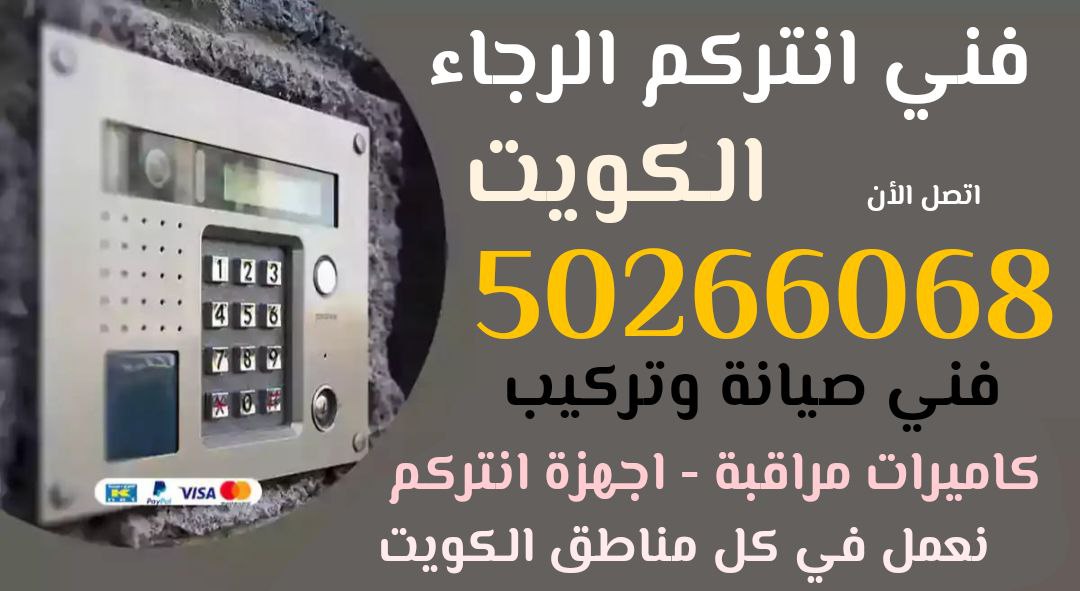 فني انتركم الرجاء
الكويت
اتصل الأن
50266068
فني صيانة وتركيب
كاميرات مراقبة - اجهزة انتركم
نعمل في كل مناطق الكويت
1 2 3
4 5 6
7 8 9
* 0 #
PayPal VISA